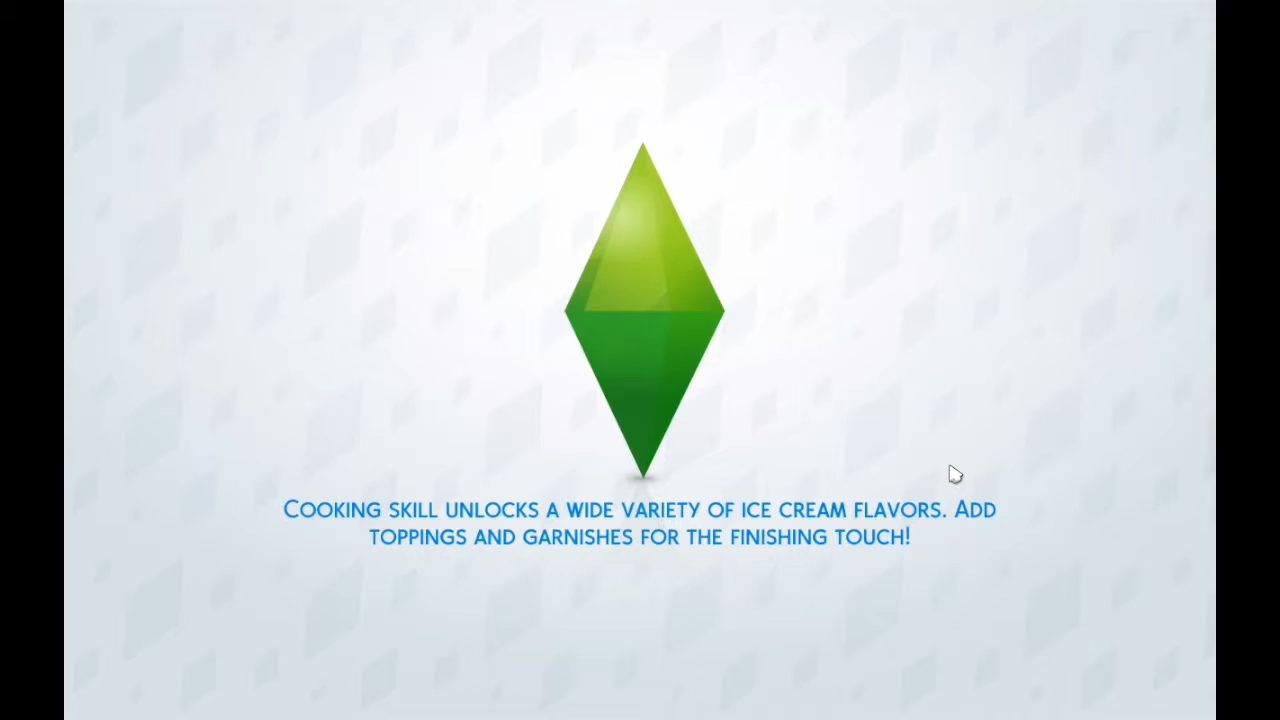 Cooking skill unlocks a wide variety of ice cream flavors. Add
toppings and garnishes for the finishing touch!